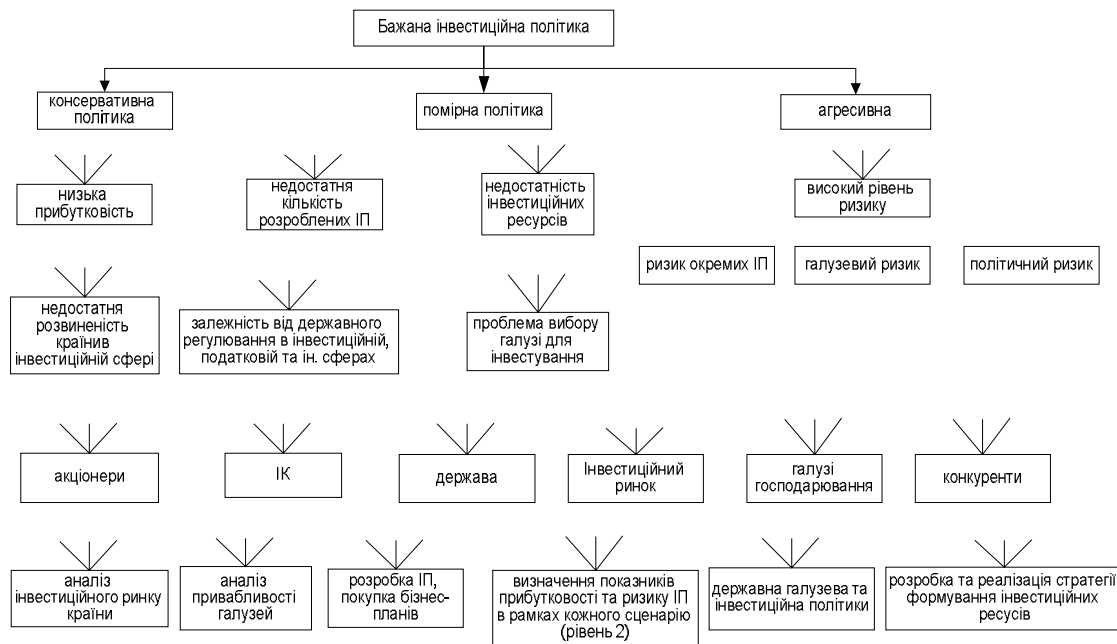 Бажана інвестиційна політика
консервативна
політика
помірна політика
агресивна
низька
прибутковість
недостатня
кількість
розроблених ІП
недостатність
інвестиційних
ресурсів
високий рівень
ризику
ризик окремих ІП
галузевий ризик
політичний ризик
недостатня
розвиненість
країнив
інвестиційній сфері
залежність від державного
регулювання в інвестиційній,
податковій та ін. сферах
проблема вибору
галузі для
інвестування
акціонери
ІК
держава
Інвестиційний
ринок
галузі
господарювання
конкуренти
аналіз
інвестиційного ринку
країни
аналіз
привабливості
галузей
розробка ІП,
покупка бізнес-
планів
визначення показників
прибутковості та ризику ІП
в рамках кожного сценарію
(рівень 2)
державна галузева та
інвестиційна політики
розробка та реалізація стратегії
формування інвестиційних
ресусів